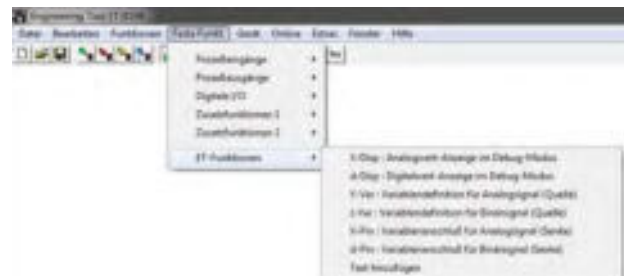 Engineering Tool ET/
Datei Bearbeiten Funktionen Feste Funkt. Gerät Online Extras Fenster Hilfe
Prozeßeingänge
Prozeßausgänge
Digitale I/O
Zusatzfunktionen 1
Zusatzfunktionen 2
ET-Funktionen
X-Disp : Analogwert-Anzeige im Debug-Modus
d-Disp : Digitalwert-Anzeige im Debug-Modus
Y-Var : Variablendefinition für Analogsignal (Quelle)
z-Var : Variablendefinition für Binärsignal (Quelle)
X-Pin : Variablenanschluß für Analogsignal (Senke)
d-Pin : Variablenanschluß für Binärsignal (Senke)
Text hinzufügen